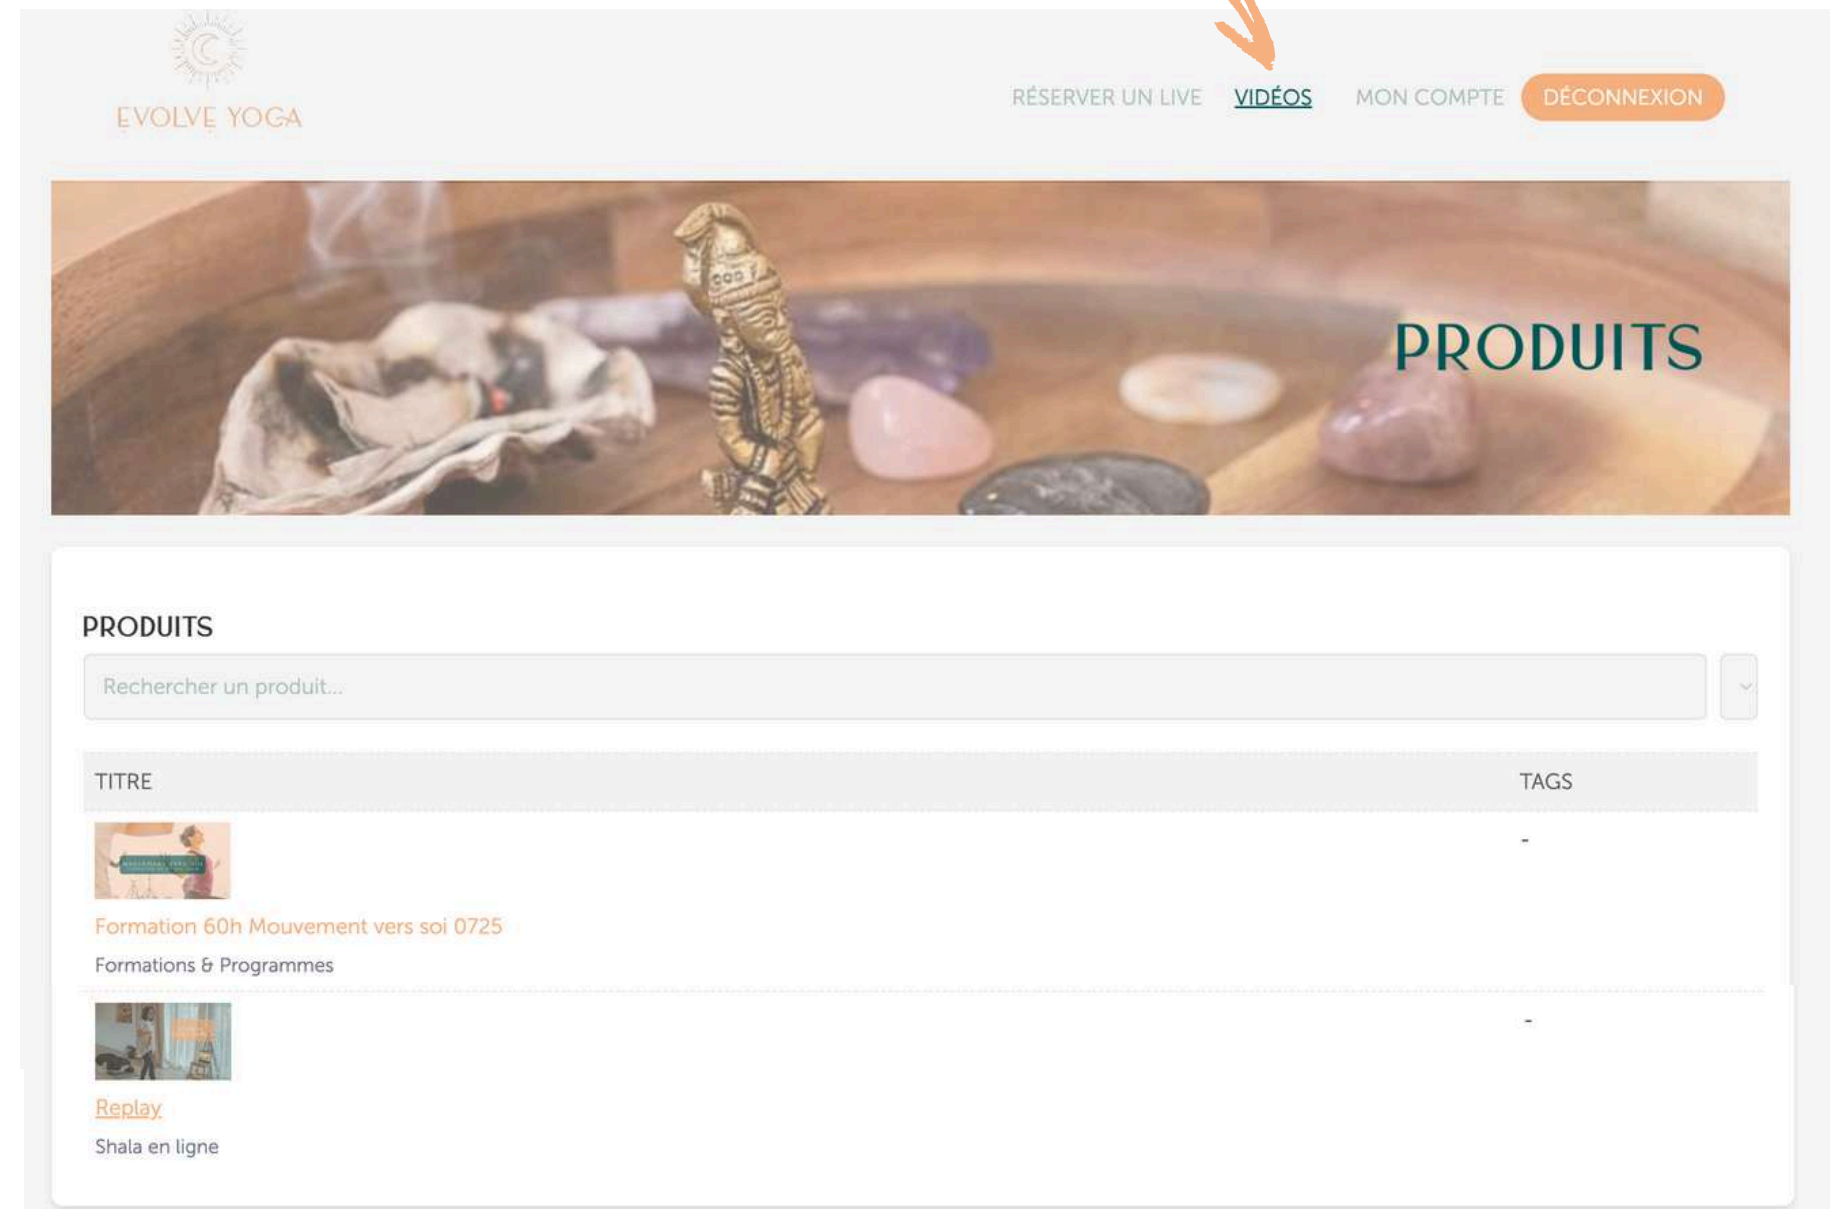 EVOLVE YOGA
RÉSERVER UN LIVE VIDÉOS MON COMPTE DÉCONNEXION
PRODUITS
PRODUITS
Rechercher un produit...
TITRE TAGS
-
Formation 60h Mouvement vers soi 0725
Formations & Programmes
-
Replay
Shala en ligne